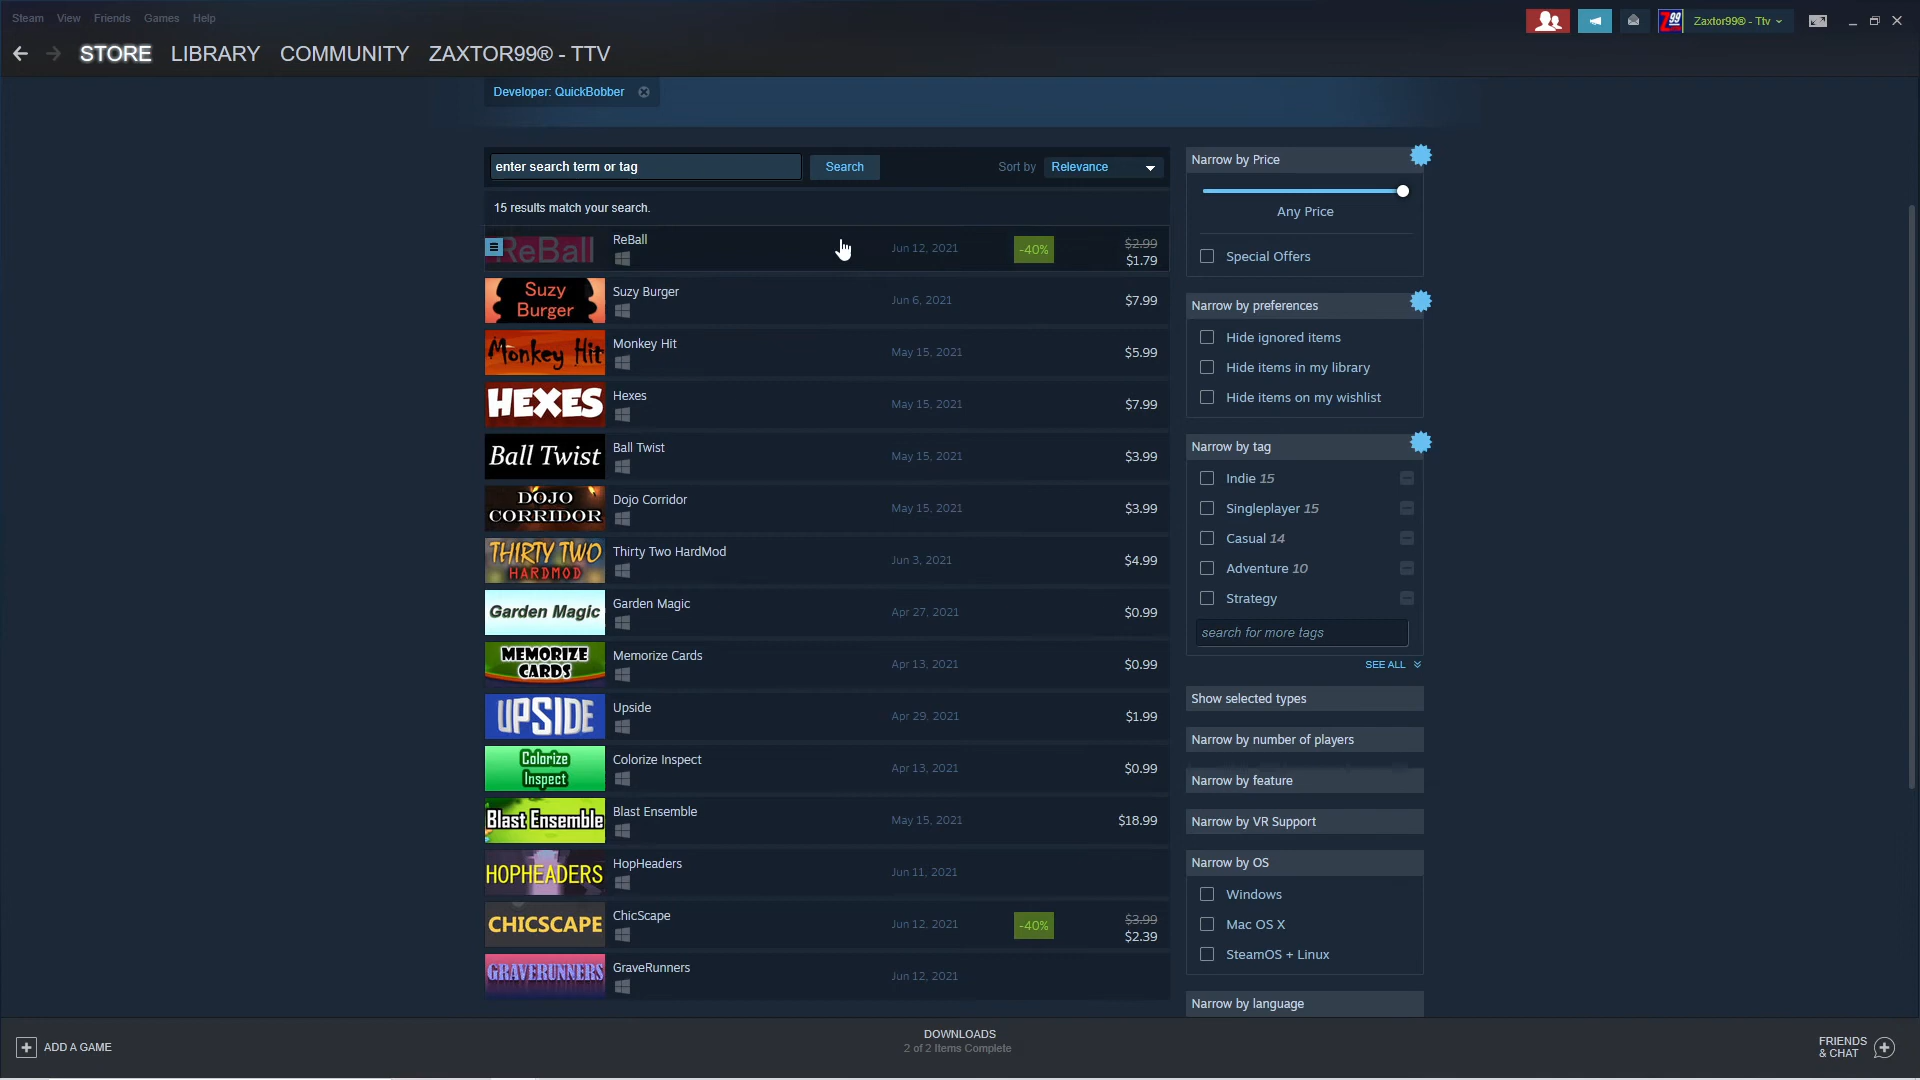 Steam View Friends Games Help
Zaxtor99® - Ttv
STORE LIBRARY COMMUNITY ZAXTOR99® - TTV
Developer: QuickBobber
enter search term or tag Search Sort by Relevance
15 results match your search.
ReBall ReBall Jun 12, 2021 -40% $2.99 $1.79
Suzy Burger Suzy Burger Jun 6, 2021 $7.99
Monkey Hit Monkey Hit May 15, 2021 $5.99
HEXES Hexes May 15, 2021 $7.99
Ball Twist Ball Twist May 15, 2021 $3.99
DOJO CORRIDOR Dojo Corridor May 15, 2021 $3.99
THIRTY TWO HARDMOD Thirty Two HardMod Jun 3, 2021 $4.99
Garden Magic Garden Magic Apr 27, 2021 $0.99
MEMORIZE CARDS Memorize Cards Apr 13, 2021 $0.99
UPSIDE Upside Apr 29, 2021 $1.99
Colorize Inspect Colorize Inspect Apr 13, 2021 $0.99
Blast Ensemble Blast Ensemble May 15, 2021 $18.99
HOPHEADERS HopHeaders Jun 11, 2021
CHICSCAPE ChicScape Jun 12, 2021 -40% $3.99 $2.39
GRAVERUNNERS GraveRunners Jun 12, 2021
Narrow by Price
Any Price
Special Offers
Narrow by preferences
Hide ignored items
Hide items in my library
Hide items on my wishlist
Narrow by tag
Indie 15
Singleplayer 15
Casual 14
Adventure 10
Strategy
search for more tags
SEE ALL
Show selected types
Narrow by number of players
Narrow by feature
Narrow by VR Support
Narrow by OS
Windows
Mac OS X
SteamOS + Linux
Narrow by language
ADD A GAME
DOWNLOADS
2 of 2 Items Complete
FRIENDS
& CHAT